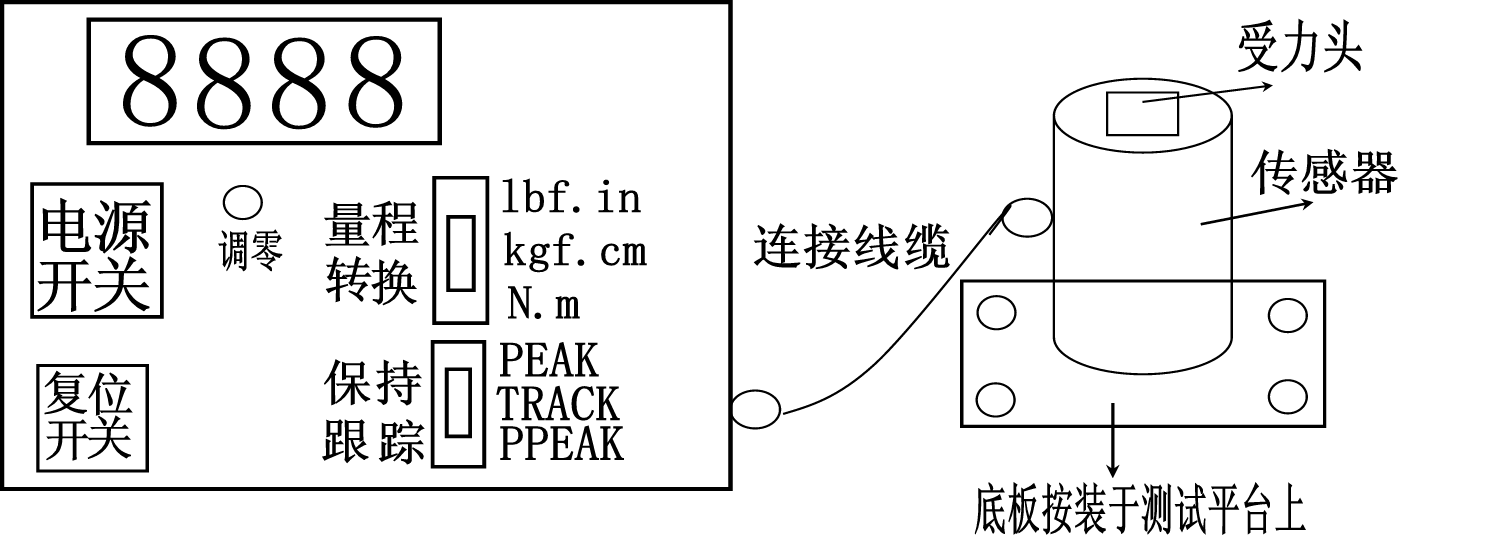 8888
受力头
传感器
电源
开关
调零
量程
转换
lbf.in
kgf.cm
N.m
连接线缆
保持
跟踪
PEAK
TRACK
PPEAK
复位
开关
底板按装于测试平台上